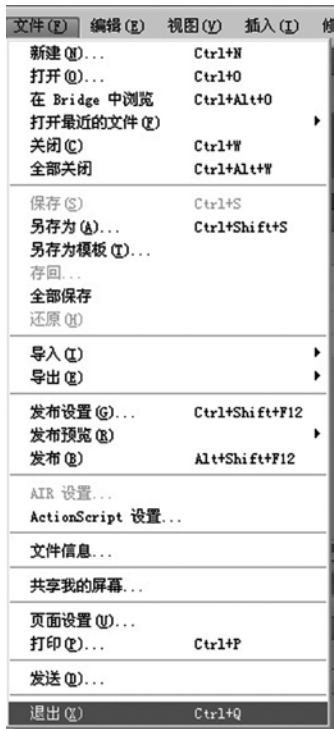 文件(F) 编辑(E) 视图(V) 插入(I) 修
新建(N)... Ctrl+N
打开(O)... Ctrl+O
在 Bridge 中浏览 Ctrl+Alt+O
打开最近的文件(P)
关闭(C) Ctrl+W
全部关闭 Ctrl+Alt+W
保存(S) Ctrl+S
另存为(A)... Ctrl+Shift+S
另存为模板(T)...
存回...
全部保存
还原(H)
导入(I)
导出(E)
发布设置(G)... Ctrl+Shift+F12
发布预览(R)
发布(B) Alt+Shift+F12
AIR 设置...
ActionScript 设置...
文件信息...
共享我的屏幕...
页面设置(U)...
打印(P)... Ctrl+P
发送(D)...
退出(X) Ctrl+Q